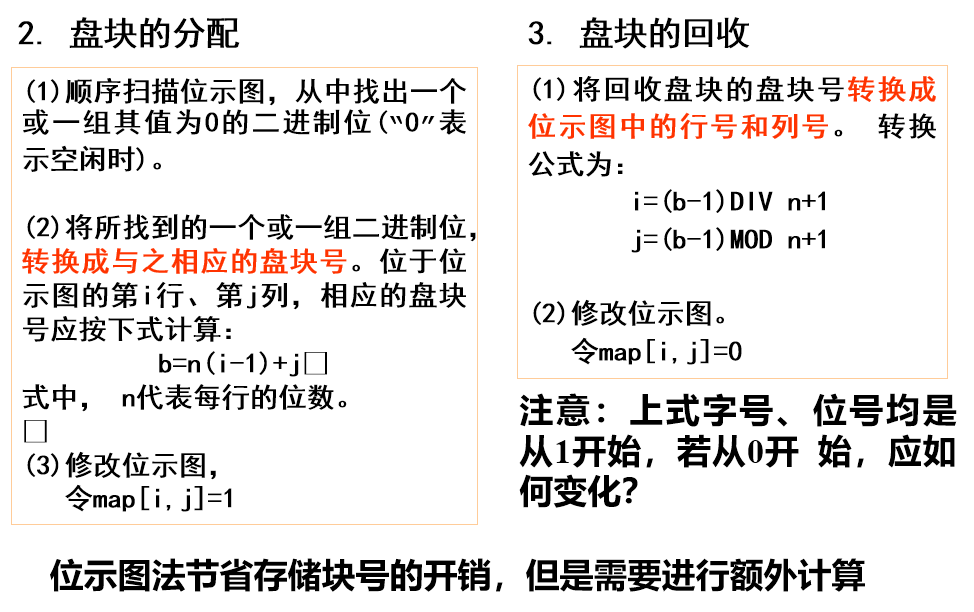 2. 盘块的分配
(1)顺序扫描位示图，从中找出一个
或一组其值为0的二进制位(“0”表
示空闲时)。
(2)将所找到的一个或一组二进制位，
转换成与之相应的盘块号。位于位
示图的第i行、第j列，相应的盘块
号应按下式计算：
b=n(i-1)+j□
式中， n代表每行的位数。
□
(3)修改位示图，
令map[i,j]=1
3. 盘块的回收
(1)将回收盘块的盘块号转换成
位示图中的行号和列号。 转换
公式为：
i=(b-1)DIV n+1
j=(b-1)MOD n+1
(2)修改位示图。
令map[i,j]=0
注意：上式字号、位号均是
从1开始，若从0开 始，应如
何变化？
位示图法节省存储块号的开销，但是需要进行额外计算